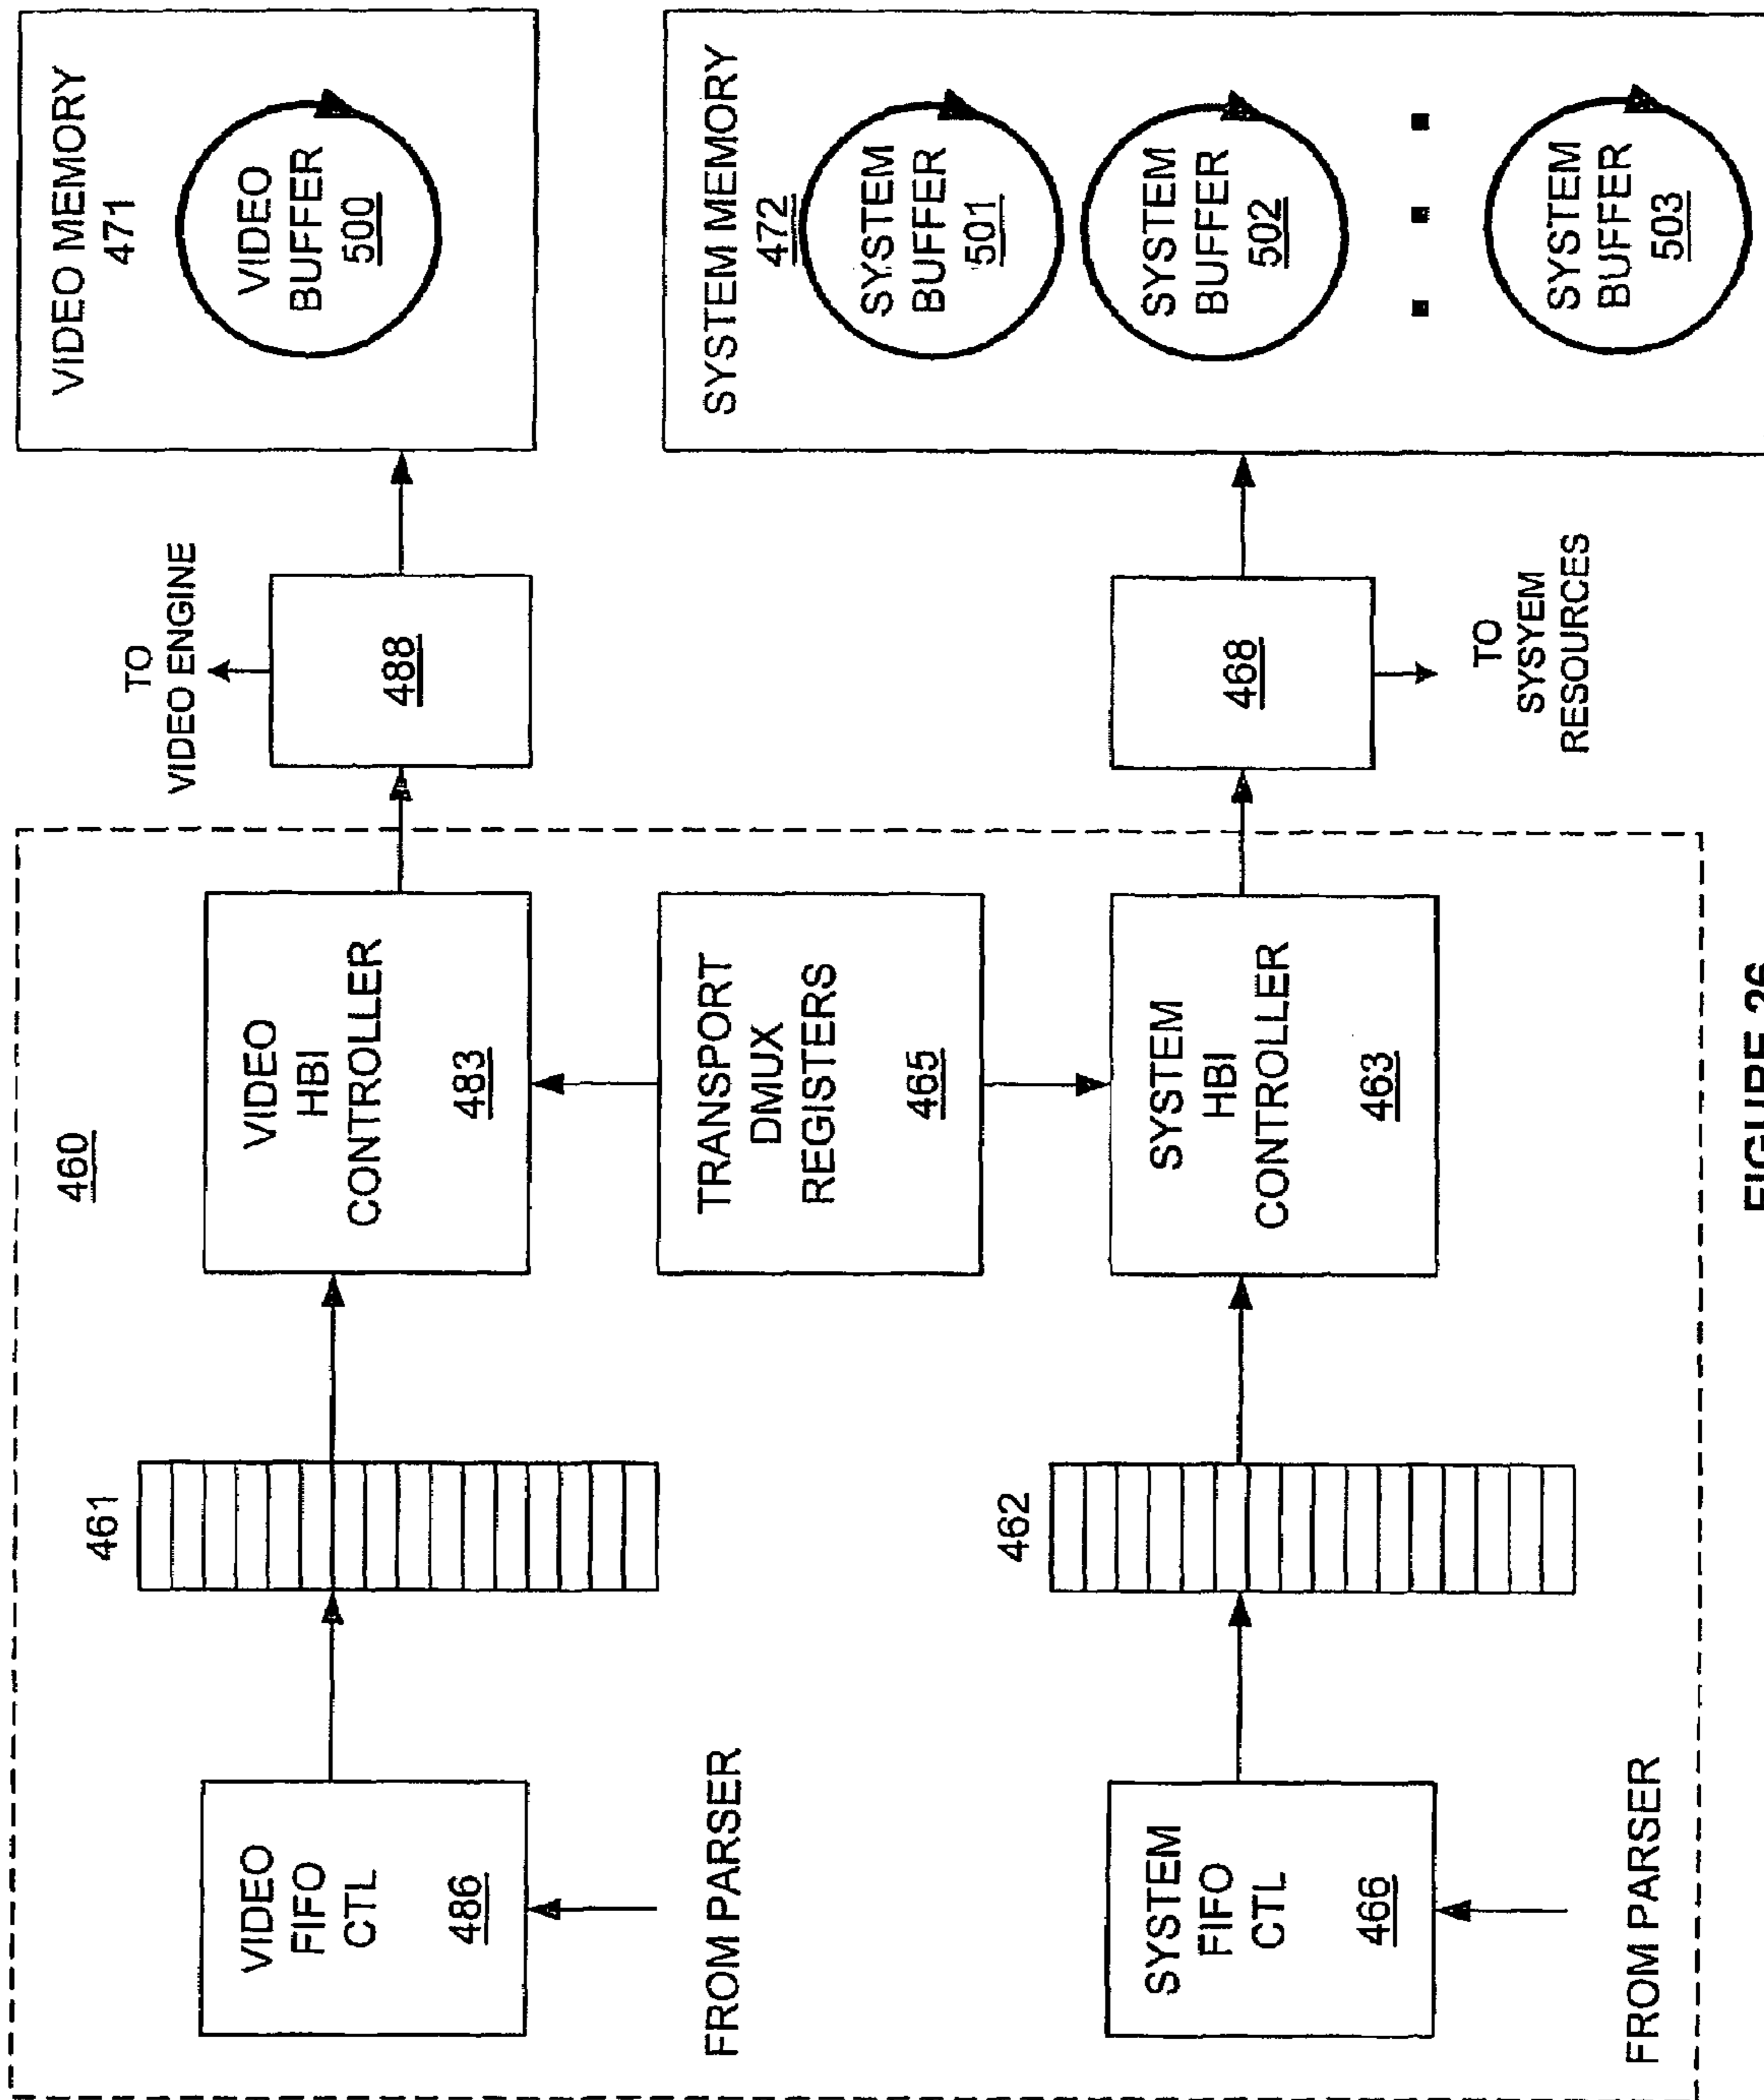 460
VIDEO
FIFO
CTL
486
FROM PARSER
461
VIDEO
HBI
CONTROLLER
483
TO
VIDEO ENGINE
488
VIDEO MEMORY
471
VIDEO
BUFFER
500
TRANSPORT
DMUX
REGISTERS
465
SYSTEM
FIFO
CTL
466
FROM PARSER
462
SYSTEM
HBI
CONTROLLER
463
468
TO
SYSYEM
RESOURCES
SYSTEM MEMORY
472
SYSTEM
BUFFER
501
SYSTEM
BUFFER
502
SYSTEM
BUFFER
503
FIGURE 26